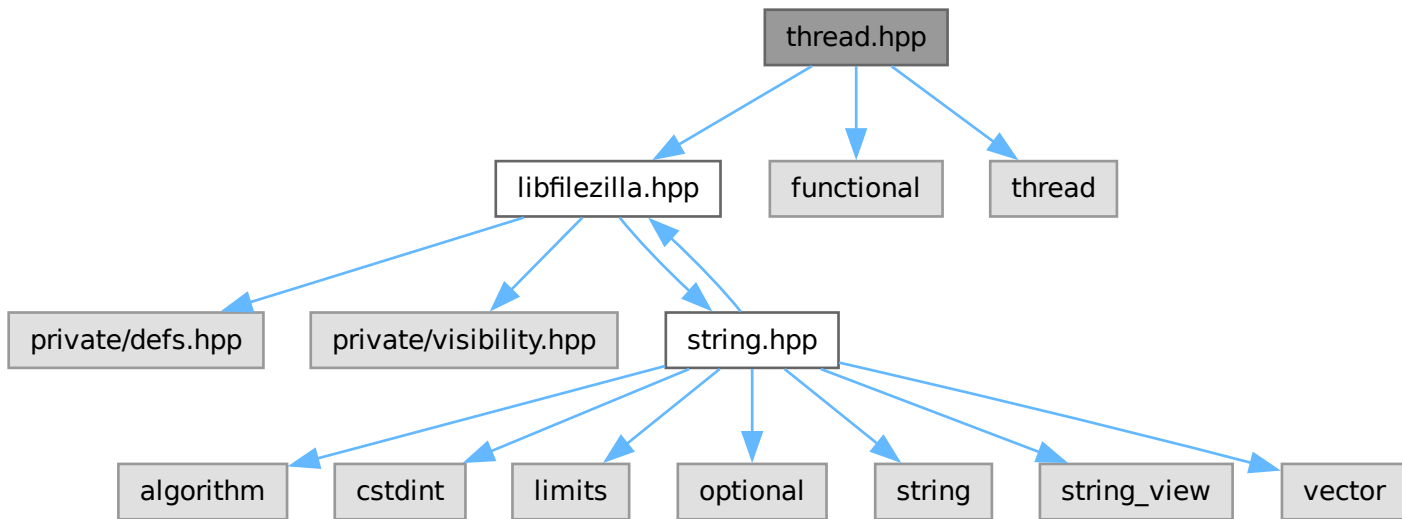 thread.hpp
libfilezilla.hpp
functional
thread
private/defs.hpp
private/visibility.hpp
string.hpp
algorithm
cstdint
limits
optional
string
string_view
vector